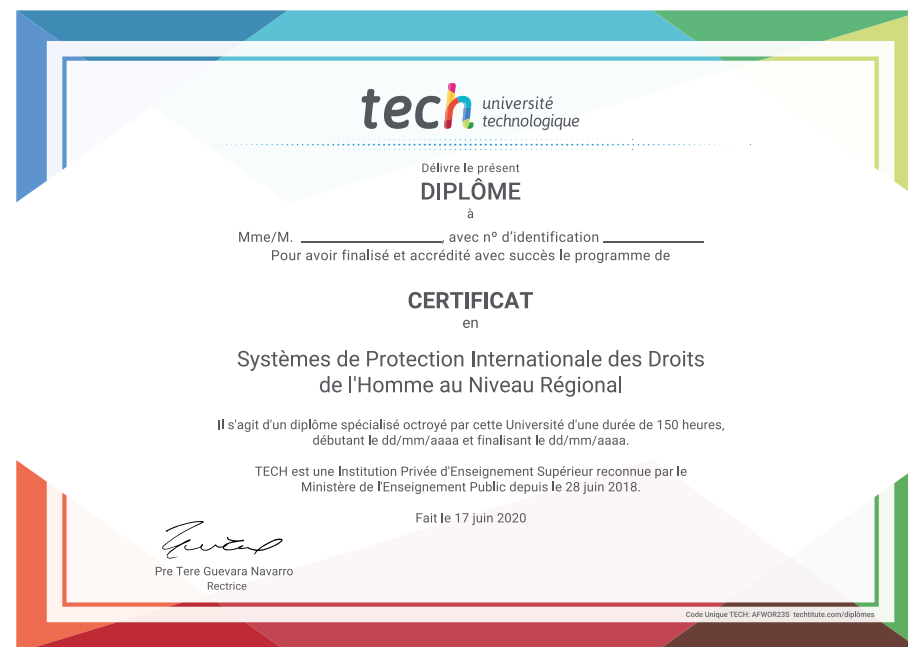 tech université
technologique
Délivre le présent
DIPLÔME
à
Mme/M. ____________________, avec nº d'identification ______________
Pour avoir finalisé et accrédité avec succès le programme de
CERTIFICAT
en
Systèmes de Protection Internationale des Droits
de l'Homme au Niveau Régional
Il s'agit d'un diplôme spécialisé octroyé par cette Université d'une durée de 150 heures,
débutant le dd/mm/aaaa et finalisant le dd/mm/aaaa.
TECH est une Institution Privée d'Enseignement Supérieur reconnue par le
Ministère de l'Enseignement Public depuis le 28 juin 2018.
Fait le 17 juin 2020
Pre Tere Guevara Navarro
Rectrice
Code Unique TECH: AFWOR23S techtitute.com/diplômes